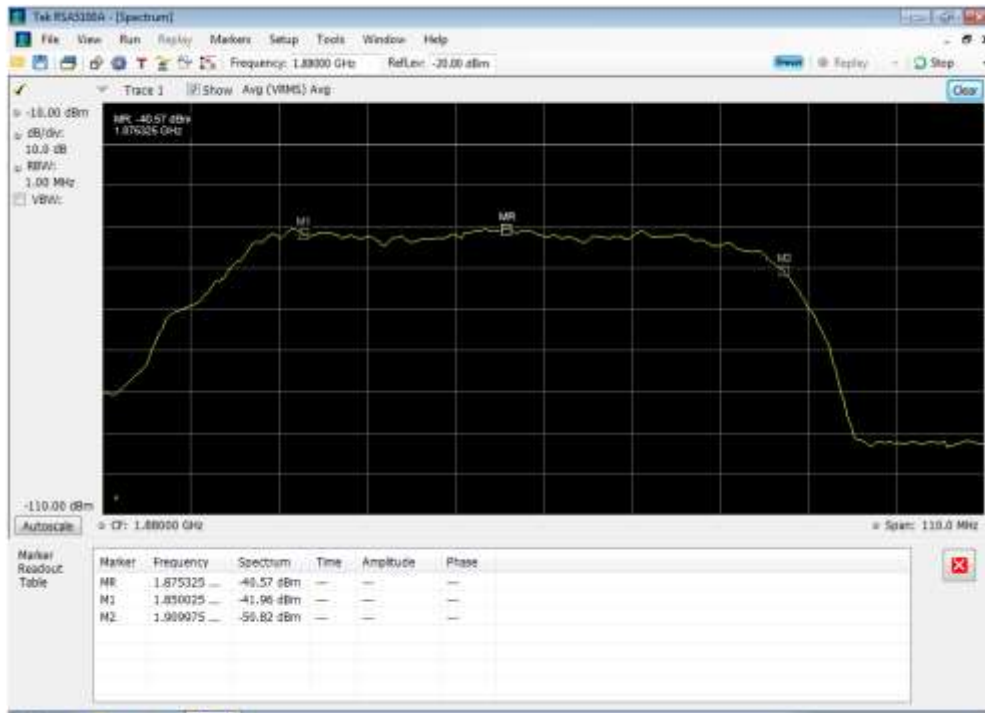 Tek RSA5100A - [Spectrum]
File View Run Replay Markers Setup Tools Window Help
Frequency: 1.88000 GHz RefLev: -20.00 dBm Preset Replay Stop
Trace 1 Show Avg (VRMS) Avg Clear
-10.00 dBm
dB/div:
10.0 dB
RBW:
1.00 MHz
VBW:
MR: -40.57 dBm
M1
MR
M2
-110.00 dBm
Autoscale CF: 1.88000 GHz Span: 110.0 MHz
Marker
Readout
Table
Marker Frequency Spectrum Time Amplitude Phase
MR 1.875325 ... -40.57 dBm --- --- ---
M1 1.850025 ... -41.96 dBm --- --- ---
M2 1.909975 ... -50.82 dBm --- --- ---